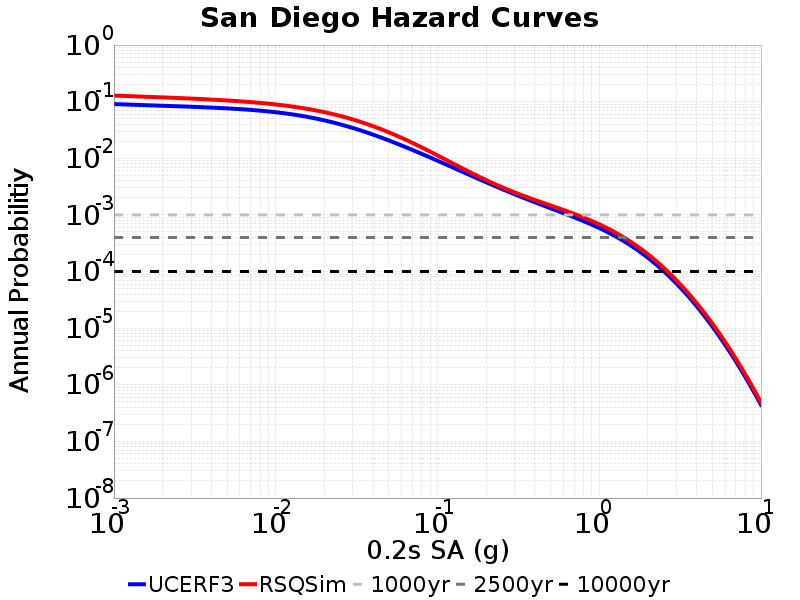 San Diego Hazard Curves
10^0
10^-1
10^-2
10^-3
10^-4
10^-5
10^-6
10^-7
10^-8
Annual Probabilitiy
10^-3 10^-2 10^-1 10^0 10^1
0.2s SA (g)
UCERF3 RSQSim 1000yr 2500yr 10000yr